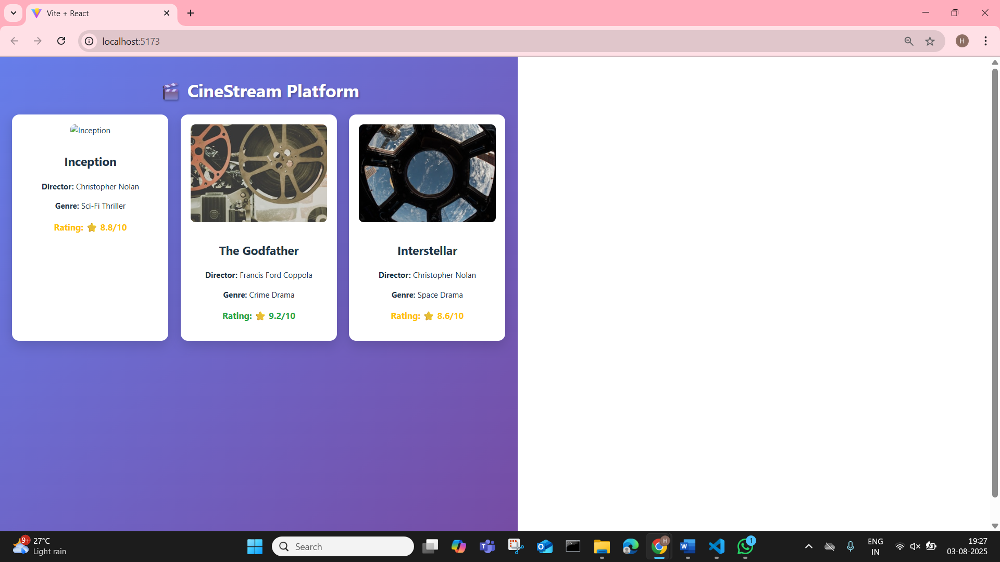 Vite + React
localhost:5173
H
🎬 CineStream Platform
Inception
Inception
Director: Christopher Nolan
Genre: Sci-Fi Thriller
Rating: ⭐ 8.8/10
The Godfather
Director: Francis Ford Coppola
Genre: Crime Drama
Rating: ⭐ 9.2/10
Interstellar
Director: Christopher Nolan
Genre: Space Drama
Rating: ⭐ 8.6/10
9+
27°C
Light rain
Search
H
1
ENG
IN
19:27
03-08-2025